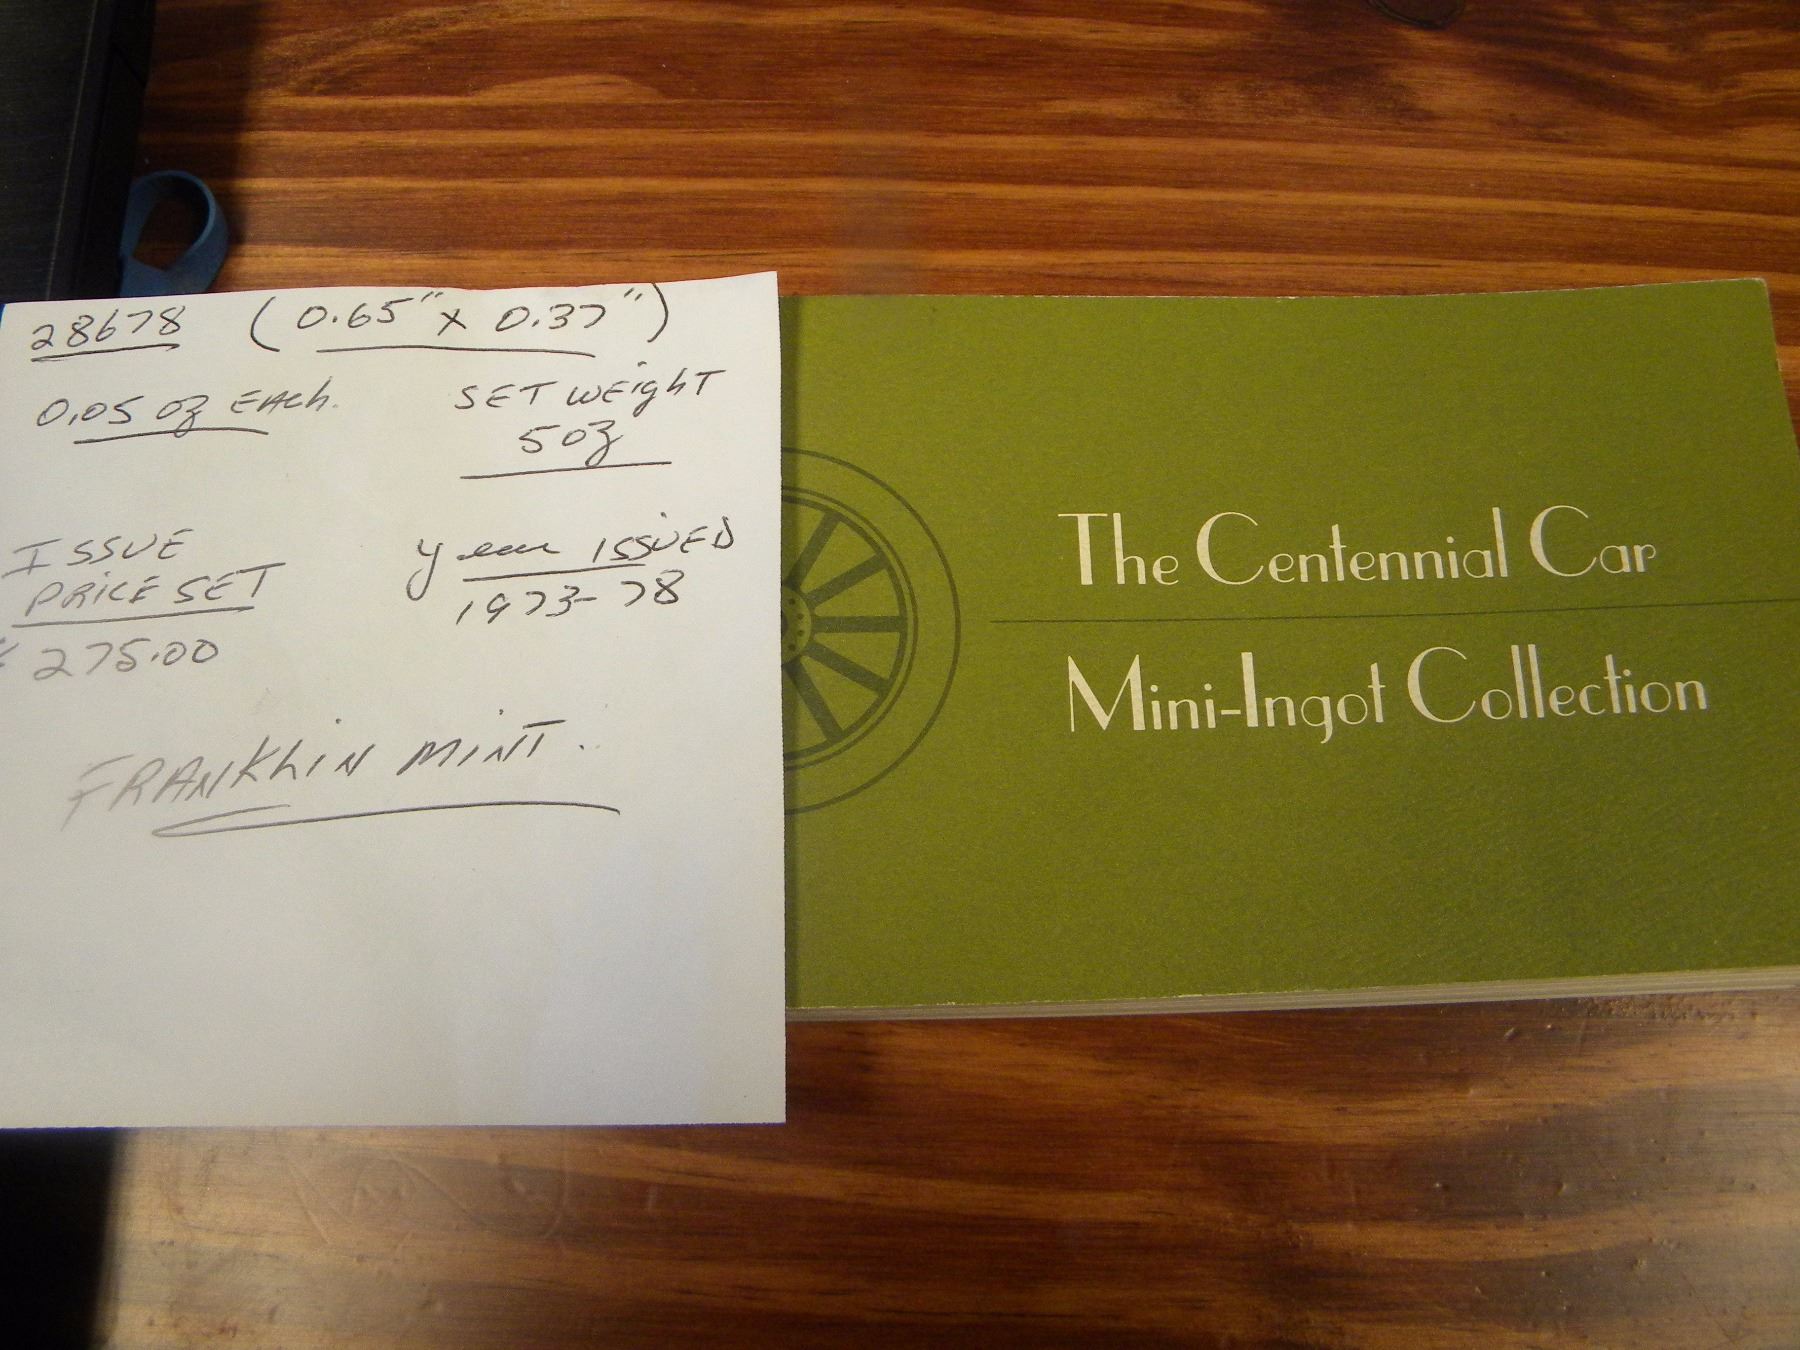 28678 (0.65" x 0.37")
0.05 oz EAch.
SET WEighT
5 oz
ISSUE
PRICE SET
275.00
year ISSUED
1973-78
FRANKLIN MINT.
The Centennial Car
Mini-Ingot Collection